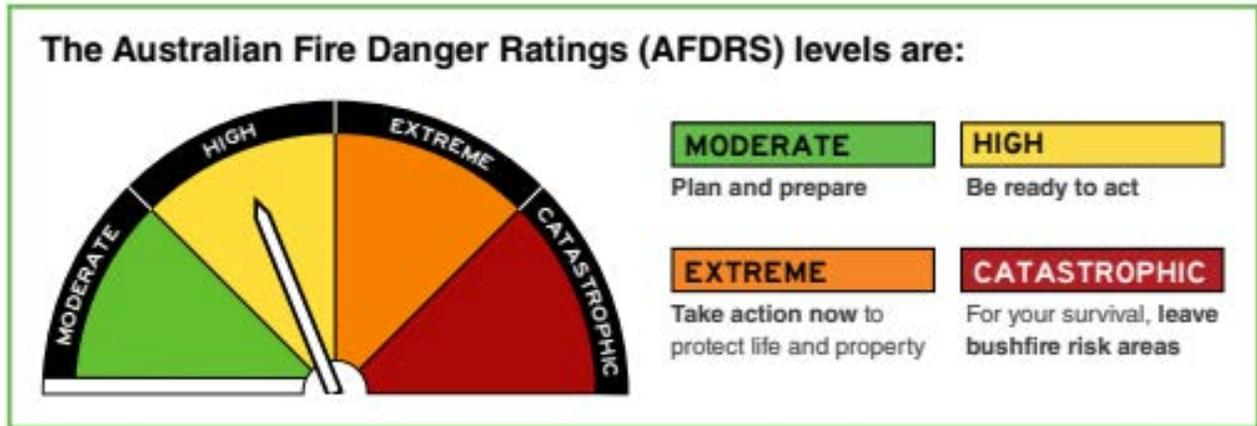 The Australian Fire Danger Ratings (AFDRS) levels are:
MODERATE
HIGH
EXTREME
CATASTROPHIC
MODERATE
Plan and prepare
HIGH
Be ready to act
EXTREME
Take action now to
protect life and property
CATASTROPHIC
For your survival, leave
bushfire risk areas